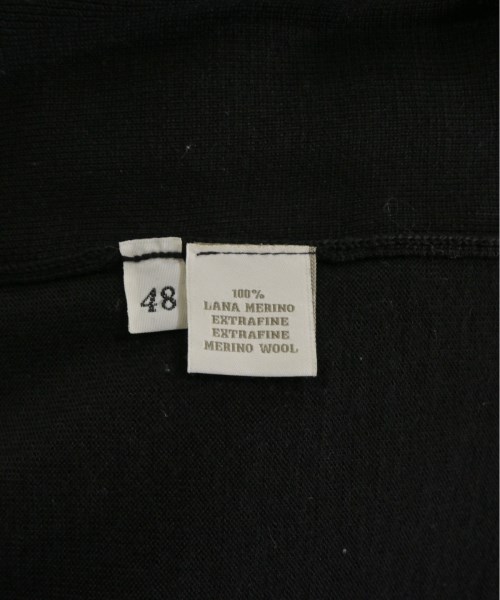 48
100%
LANA MERINO
EXTRAFINE
EXTRAFINE
MERINO WOOL